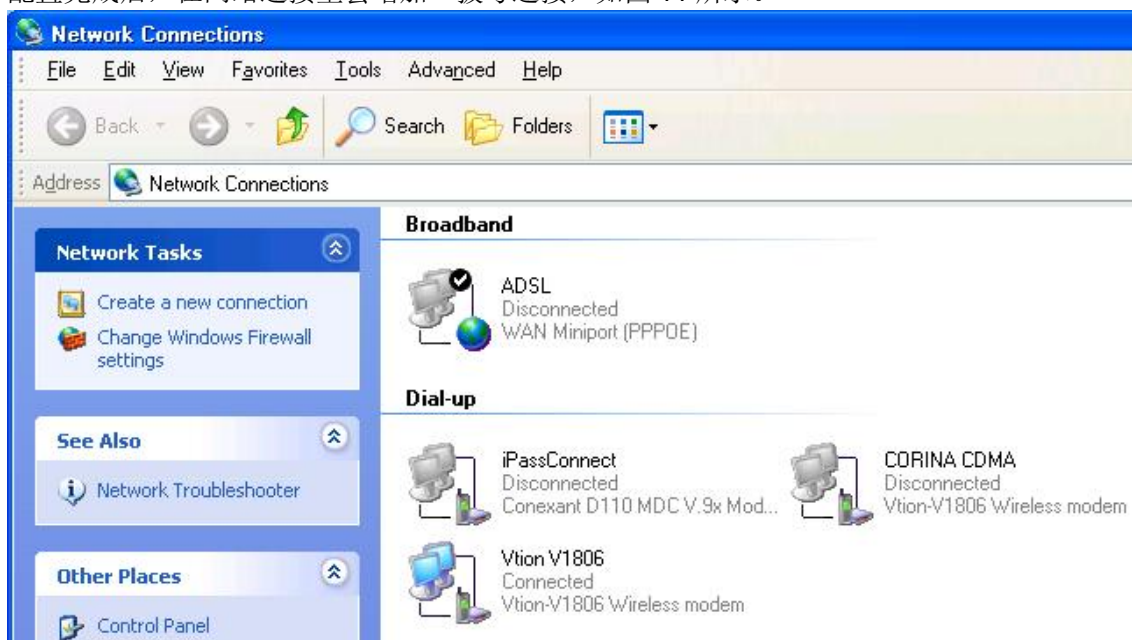 Network Connections
File Edit View Favorites Tools Advanced Help
Back Search Folders
Address Network Connections
Network Tasks
Create a new connection
Change Windows Firewall
settings
See Also
Network Troubleshooter
Other Places
Control Panel
Broadband
ADSL
Disconnected
WAN Miniport (PPPOE)
Dial-up
iPassConnect
Disconnected
Conexant D110 MDC V.9x Mod...
CORINA CDMA
Disconnected
Vtion-V1806 Wireless modem
Vtion V1806
Connected
Vtion-V1806 Wireless modem